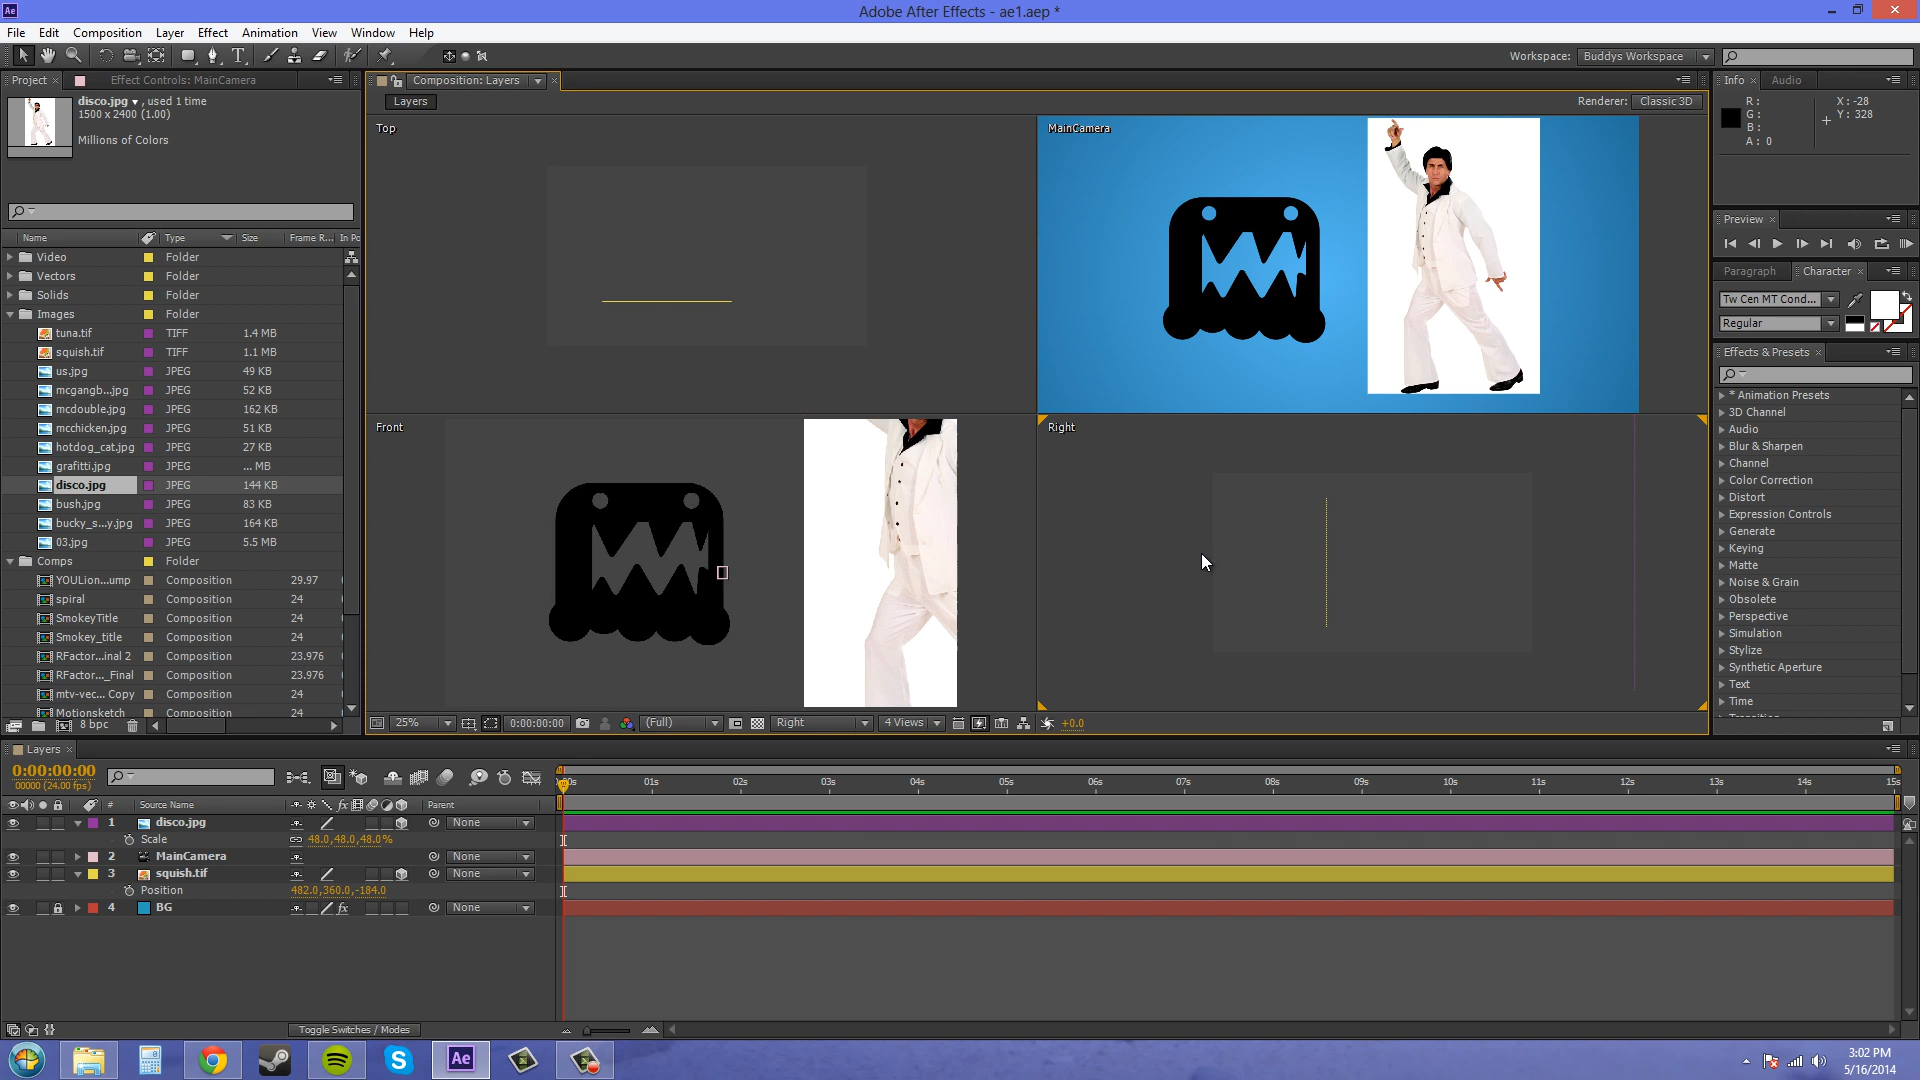 Ae
Adobe After Effects - ae1.aep *
File Edit Composition Layer Effect Animation View Window Help
Workspace: Buddys Workspace
Project Effect Controls: MainCamera
disco.jpg , used 1 time
1500 x 2400 (1.00)
Millions of Colors
Name Type Size Frame R... In Po
Video Folder
Vectors Folder
Solids Folder
Images Folder
tuna.tif TIFF 1.4 MB
squish.tif TIFF 1.1 MB
us.jpg JPEG 49 KB
mcgangb...jpg JPEG 52 KB
mcdouble.jpg JPEG 162 KB
mcchicken.jpg JPEG 51 KB
hotdog_cat.jpg JPEG 27 KB
grafitti.jpg JPEG ... MB
disco.jpg JPEG 144 KB
bush.jpg JPEG 83 KB
bucky_s...y.jpg JPEG 164 KB
03.jpg JPEG 5.5 MB
Comps Folder
YOULion...ump Composition 29.97
spiral Composition 24
SmokeyTitle Composition 24
Smokey_title Composition 24
RFactor...inal 2 Composition 23.976
RFactor..._Final Composition 23.976
mtv-vec... Copy Composition 24
Motionsketch Composition 24
8 bpc
Composition: Layers
Layers
Renderer: Classic 3D
Top
MainCamera
Front
Right
25% 0:00:00:00 (Full) Right 4 Views +0.0
Info Audio
R: X: -28
G: Y: 328
B:
A: 0
Preview
Paragraph Character
Tw Cen MT Cond...
Regular
Effects & Presets
* Animation Presets
3D Channel
Audio
Blur & Sharpen
Channel
Color Correction
Distort
Expression Controls
Generate
Keying
Matte
Noise & Grain
Obsolete
Perspective
Simulation
Stylize
Synthetic Aperture
Text
Time
Transition
Layers
0:00:00:00
00000 (24.00 fps)
# Source Name fx Parent
1 disco.jpg None
Scale 48.0,48.0,48.0%
2 MainCamera None
3 squish.tif None
Position 482.0,360.0,-184.0
4 BG fx None
01s 02s 03s 04s 05s 06s 07s 08s 09s 10s 11s 12s 13s 14s 15s
Toggle Switches / Modes
Ae
3:02 PM
5/16/2014